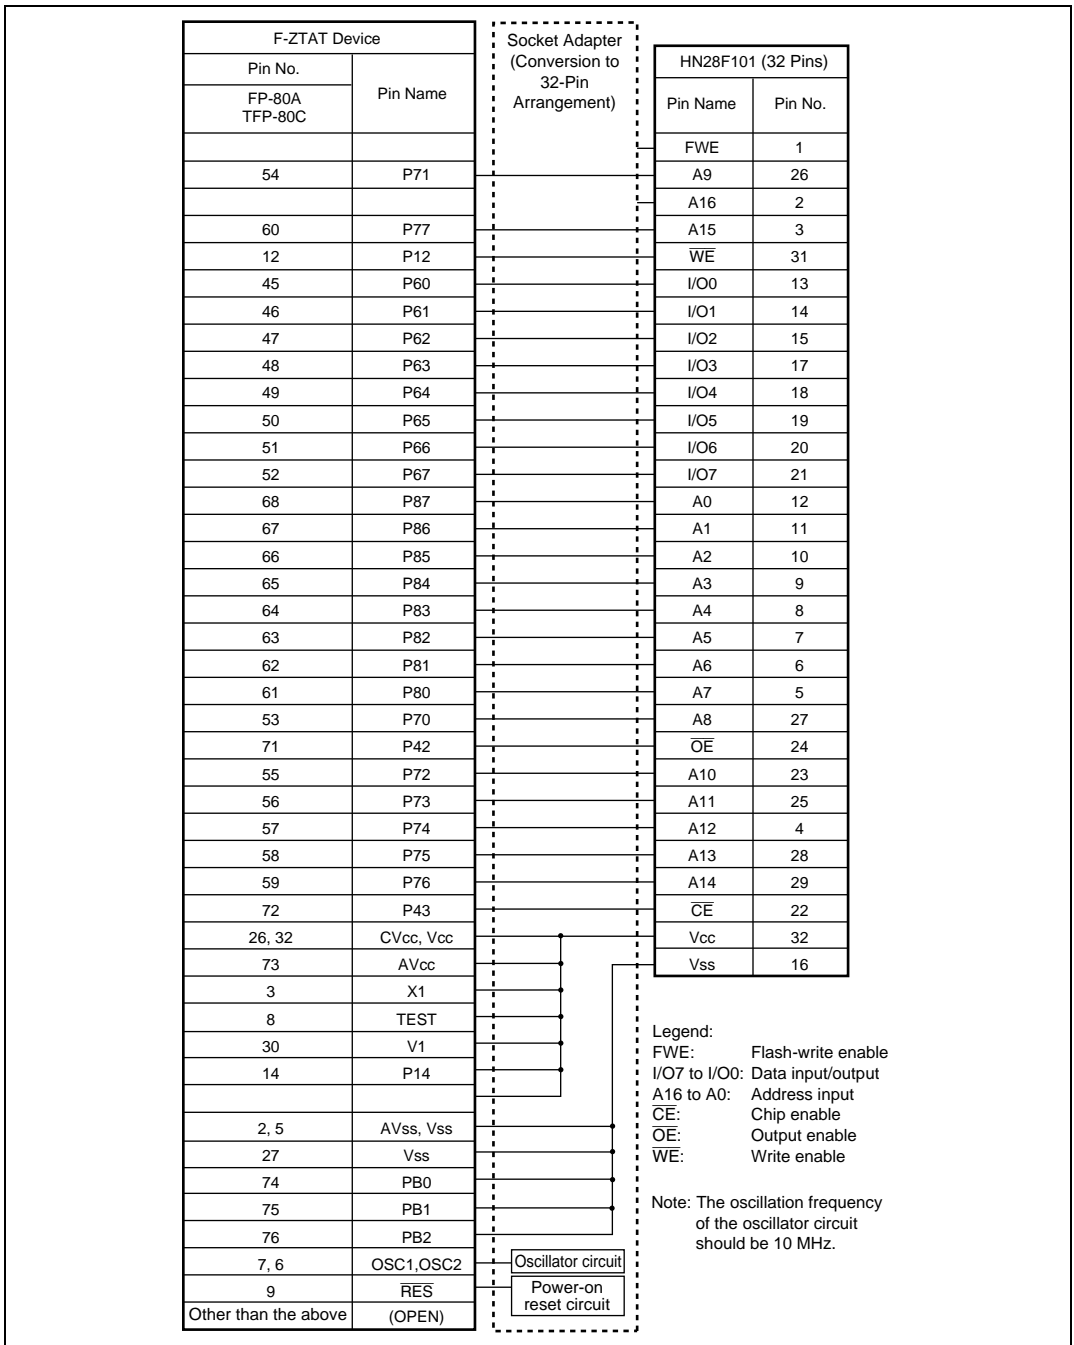 F-ZTAT Device
Pin No.
Pin Name
FP-80A
TFP-80C
Socket Adapter
(Conversion to
32-Pin
Arrangement)
HN28F101 (32 Pins)
Pin Name Pin No.
FWE 1
54 P71 A9 26
A16 2
60 P77 A15 3
12 P12 WE 31
45 P60 I/O0 13
46 P61 I/O1 14
47 P62 I/O2 15
48 P63 I/O3 17
49 P64 I/O4 18
50 P65 I/O5 19
51 P66 I/O6 20
52 P67 I/O7 21
68 P87 A0 12
67 P86 A1 11
66 P85 A2 10
65 P84 A3 9
64 P83 A4 8
63 P82 A5 7
62 P81 A6 6
61 P80 A7 5
53 P70 A8 27
71 P42 OE 24
55 P72 A10 23
56 P73 A11 25
57 P74 A12 4
58 P75 A13 28
59 P76 A14 29
72 P43 CE 22
26, 32 CVcc, Vcc Vcc 32
73 AVcc Vss 16
3 X1
8 TEST
30 V1
14 P14
2, 5 AVss, Vss
27 Vss
74 PB0
75 PB1
76 PB2
7, 6 OSC1,OSC2 Oscillator circuit
9 RES Power-on
reset circuit
Other than the above (OPEN)
Legend:
FWE: Flash-write enable
I/O7 to I/O0: Data input/output
A16 to A0: Address input
CE: Chip enable
OE: Output enable
WE: Write enable
Note: The oscillation frequency
of the oscillator circuit
should be 10 MHz.